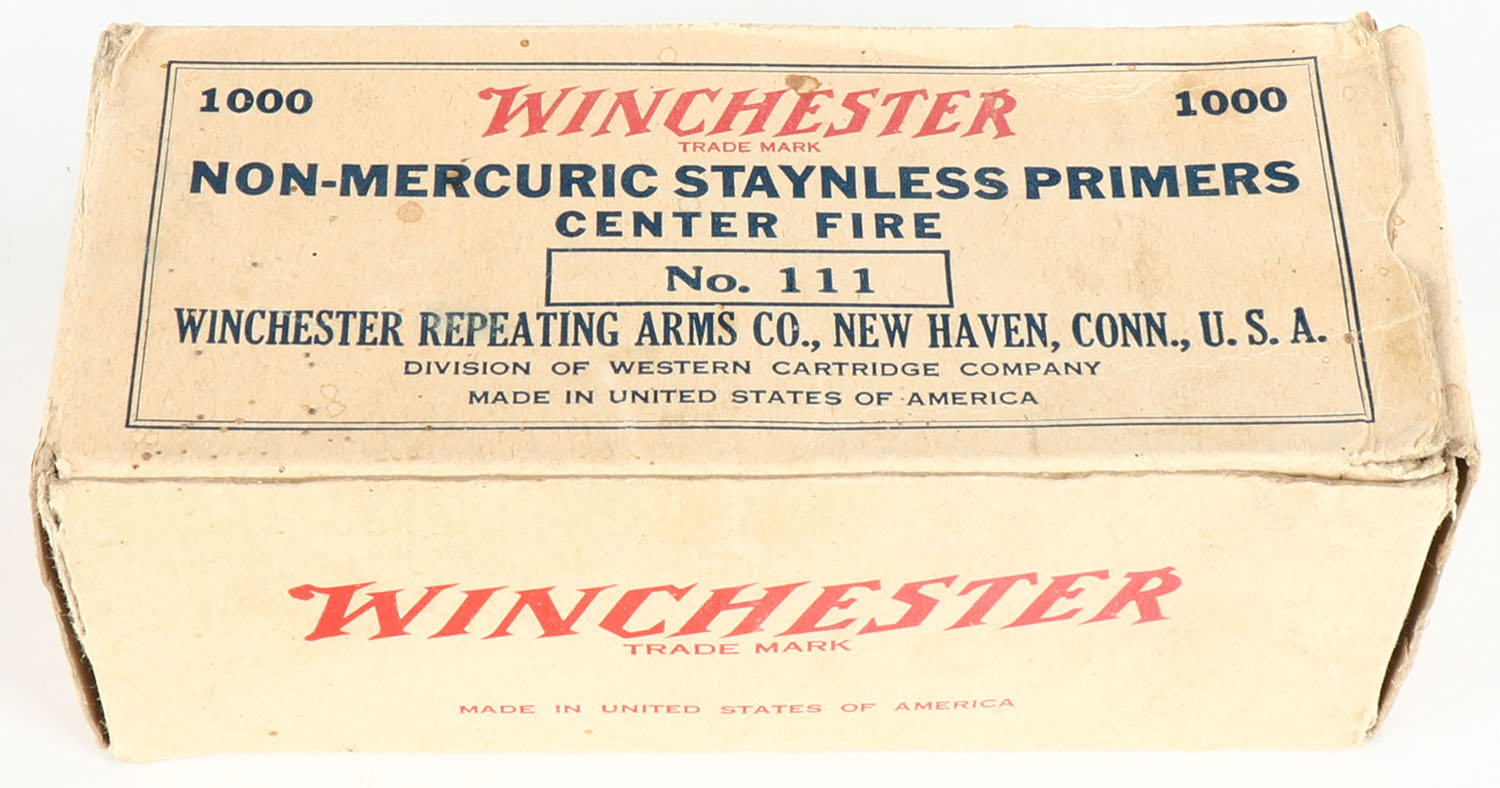 1000 WINCHESTER 1000
TRADE MARK
NON-MERCURIC STAYNLESS PRIMERS
CENTER FIRE
No. 111
WINCHESTER REPEATING ARMS CO., NEW HAVEN, CONN., U. S. A.
DIVISION OF WESTERN CARTRIDGE COMPANY
MADE IN UNITED STATES OF AMERICA
WINCHESTER
TRADE MARK
MADE IN UNITED STATES OF AMERICA